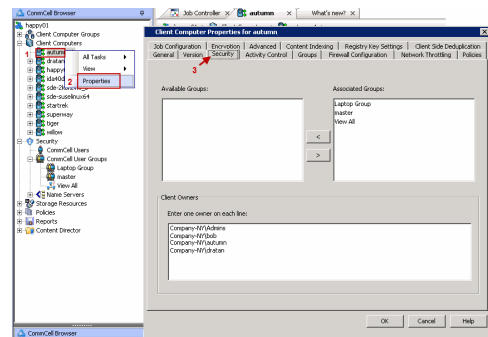 CommCell Browser
happy01
Client Computer Groups
Client Computers
1
autumn
dratan
sde-suselinux64
startrek
superway
tiger
willow
Security
CommCell Users
CommCell User Groups
Laptop Group
master
View All
Name Servers
Storage Resources
Policies
Reports
Content Director
CommCell Browser
All Tasks
View
2
Properties
Job Controller
autumn
What's new?
Client Computer Properties for autumn
Job Configuration
Encryption
Advanced
Content Indexing
Registry Key Settings
Client Side Deduplication
General
Version
Security
Activity Control
Groups
Firewall Configuration
Network Throttling
Policies
3
Available Groups:
Associated Groups:
Laptop Group
master
View All
<
>
Client Owners
Enter one owner on each line:
Company-NY\Admins
Company-NY\bob
Company-NY\autumn
Company-NY\dratan
OK
Cancel
Help